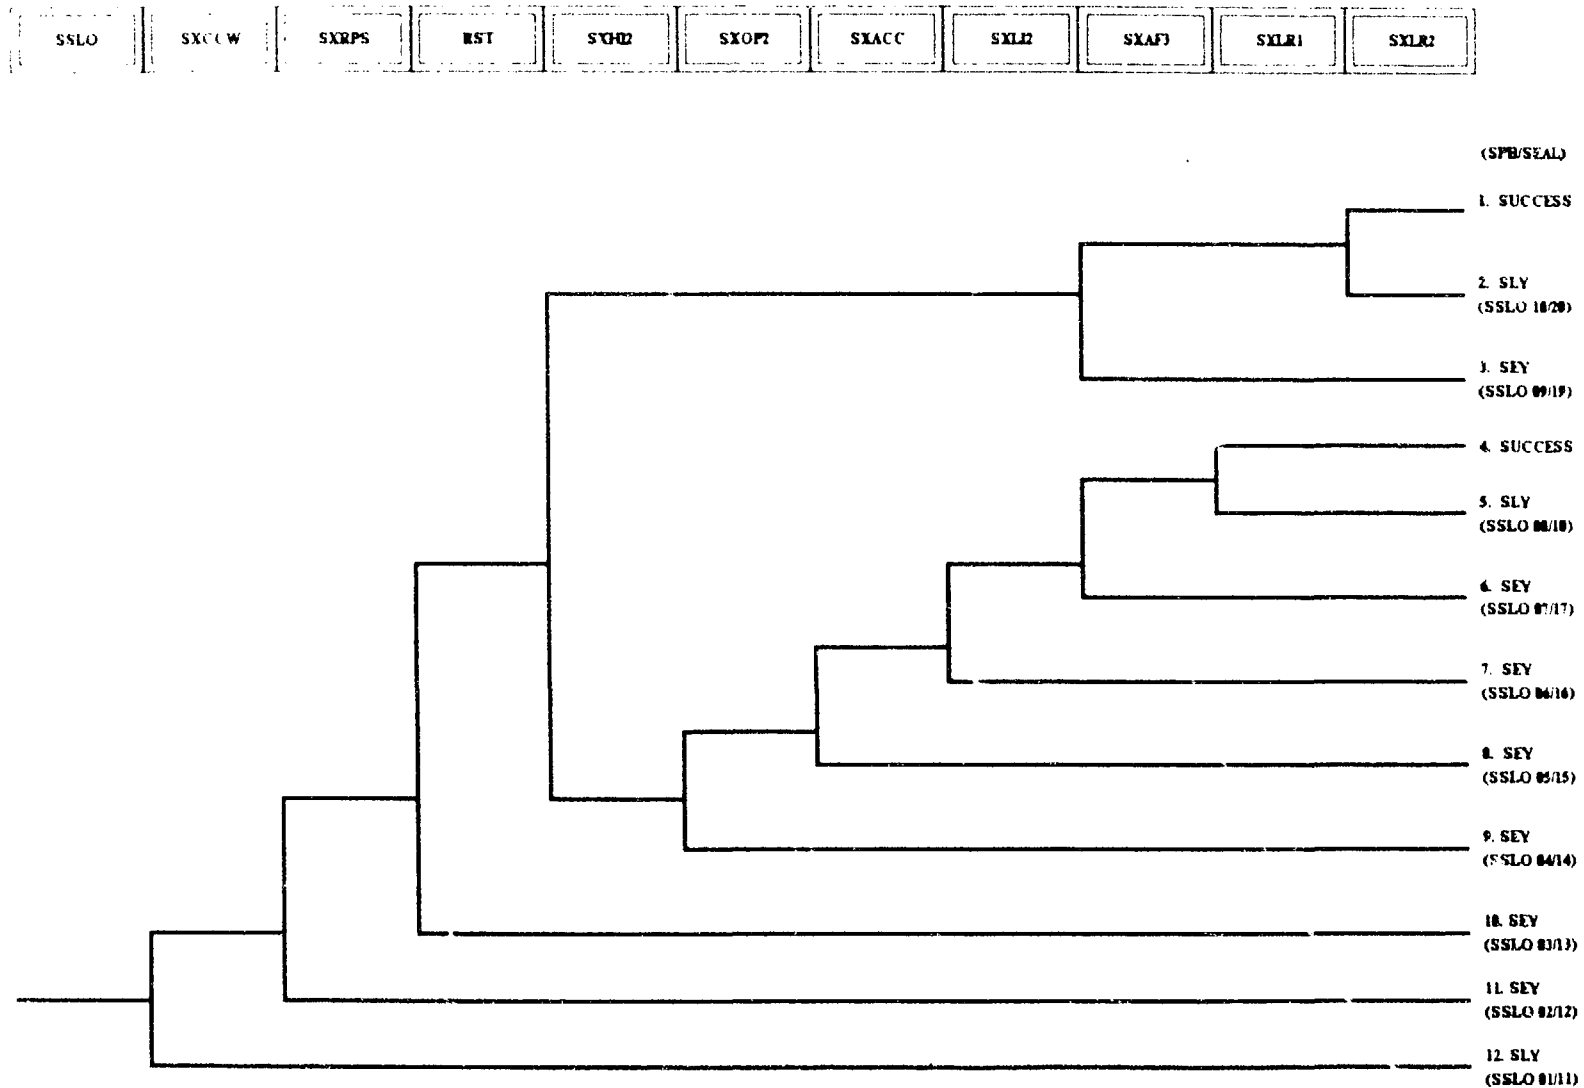 SSLO SXCCW SXRPS RST SXHI2 SXOP2 SXACC SXLI2 SXAF3 SXLR1 SXLR2
(SPB/SEAL)
1. SUCCESS
2. SLY
(SSLO 10/20)
3. SEY
(SSLO 09/19)
4. SUCCESS
5. SLY
(SSLO 08/18)
6. SEY
(SSLO 07/17)
7. SEY
(SSLO 06/16)
8. SEY
(SSLO 05/15)
9. SEY
(SSLO 04/14)
10. SEY
(SSLO 03/13)
11. SEY
(SSLO 02/12)
12. SLY
(SSLO 01/11)